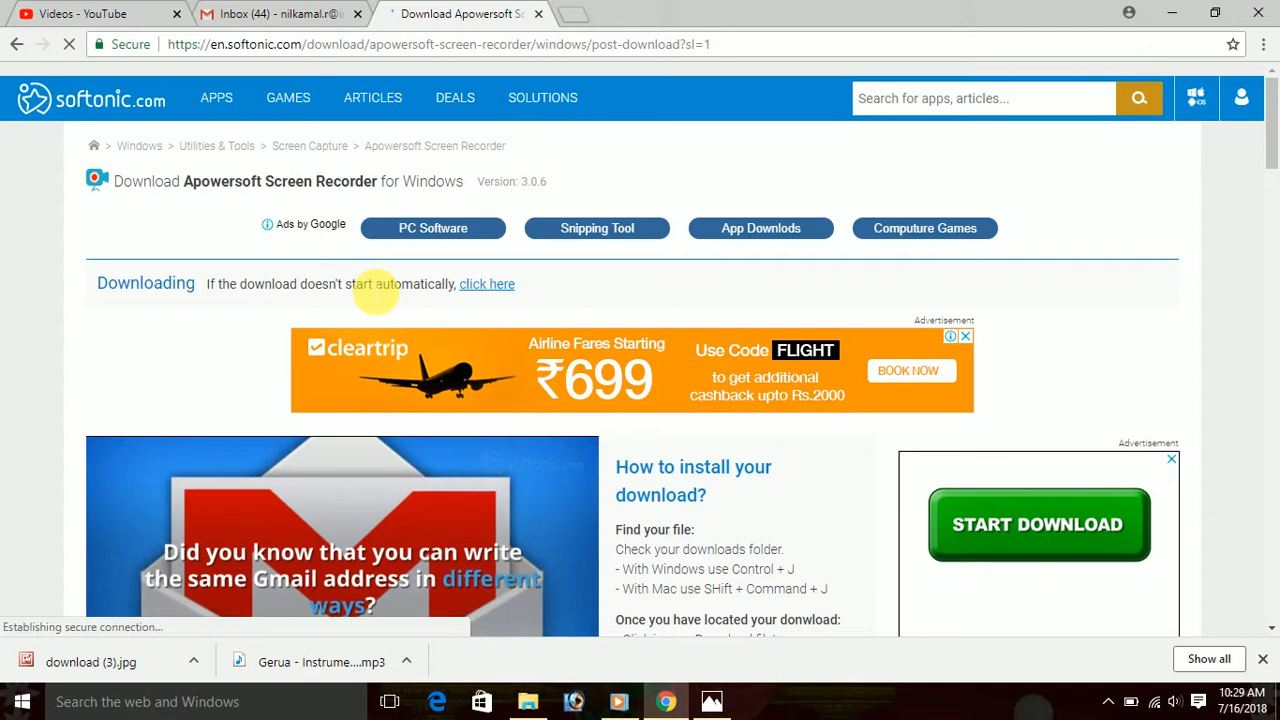 Videos - YouTube
Inbox (44) - nilkamal.r@in
Download Apowersoft Sc
Secure
https://en.softonic.com/download/apowersoft-screen-recorder/windows/post-download?sl=1
softonic.com
APPS
GAMES
ARTICLES
DEALS
SOLUTIONS
Search for apps, articles...
iOS
> Windows > Utilities & Tools > Screen Capture > Apowersoft Screen Recorder
Download Apowersoft Screen Recorder for Windows Version: 3.0.6
Ads by Google
PC Software
Snipping Tool
App Downlods
Computure Games
Downloading If the download doesn't start automatically, click here
Advertisement
cleartrip
Airline Fares Starting
₹699
Use Code FLIGHT
to get additional
cashback upto Rs.2000
BOOK NOW
softonic.com
Did you know that you can write
the same Gmail address in different
ways?
How to install your
download?
Find your file:
Check your downloads folder.
- With Windows use Control + J
- With Mac use SHift + Command + J
Once you have located your donwload:
Advertisement
START DOWNLOAD
Establishing secure connection...
download (3).jpg
Gerua - Instrume....mp3
Show all
Search the web and Windows
10:29 AM
7/16/2018